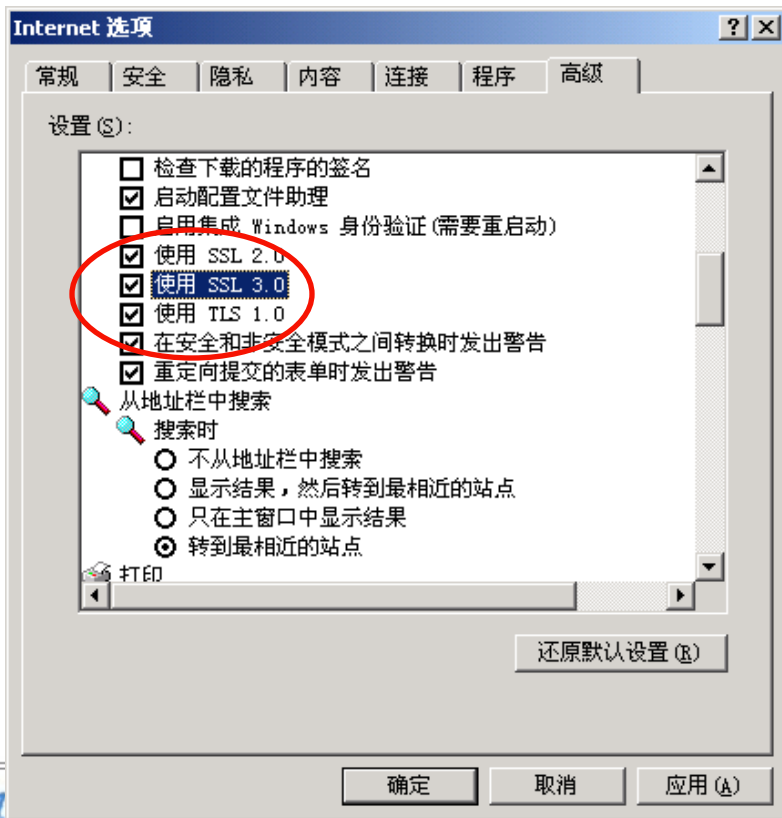 Internet 选项
常规 安全 隐私 内容 连接 程序 高级
设置(S):
检查下载的程序的签名
启动配置文件助理
启用集成 Windows 身份验证(需要重启动)
使用 SSL 2.0
使用 SSL 3.0
使用 TLS 1.0
在安全和非安全模式之间转换时发出警告
重定向提交的表单时发出警告
从地址栏中搜索
搜索时
不从地址栏中搜索
显示结果，然后转到最相近的站点
只在主窗口中显示结果
转到最相近的站点
打印
还原默认设置(R)
确定 取消 应用(A)